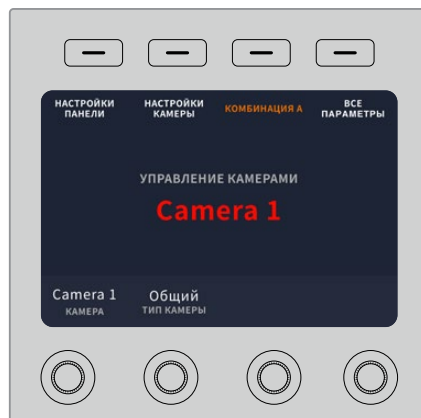 НАСТРОЙКИ ПАНЕЛИ
НАСТРОЙКИ КАМЕРЫ
КОМБИНАЦИЯ А
ВСЕ ПАРАМЕТРЫ
УПРАВЛЕНИЕ КАМЕРАМИ
Camera 1
Camera 1
КАМЕРА
Общий
ТИП КАМЕРЫ